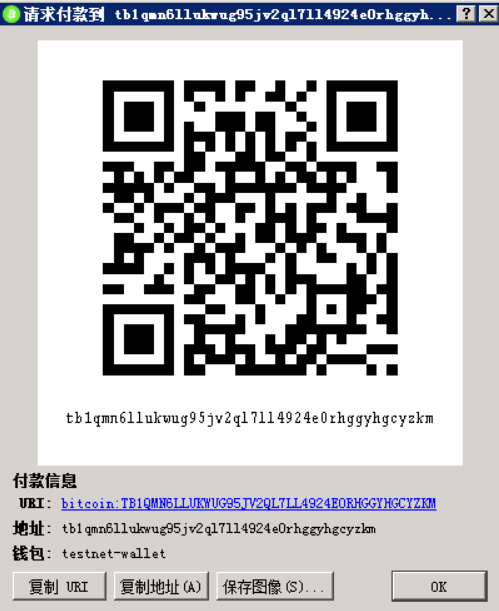 请求付款到 tb1qmn6llukwug95jv2ql7ll4924e0rhggyh...
tb1qmn6llukwug95jv2ql7ll4924e0rhggyhgcyzkm
付款信息
URI: bitcoin:TB1QMN6LLUKWUG95JV2QL7LL4924E0RHGGYHGCYZKM
地址: tb1qmn6llukwug95jv2ql7ll4924e0rhggyhgcyzkm
钱包: testnet-wallet
复制 URI 复制地址(A) 保存图像(S)... OK